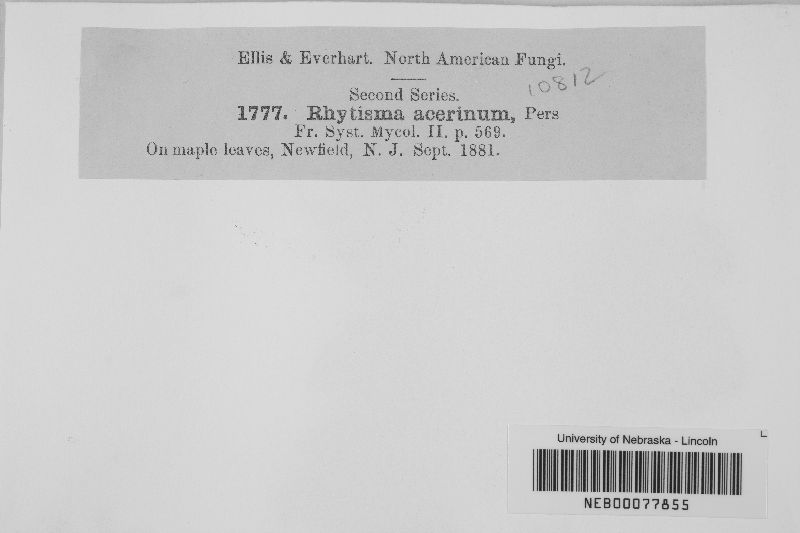 Ellis & Everhart. North American Fungi.
10812
Second Series.
1777. Rhytisma acerinum, Pers
Fr. Syst. Mycol. II, p. 569.
On maple leaves, Newfield, N. J. Sept. 1881.
University of Nebraska - Lincoln
NEB00077855